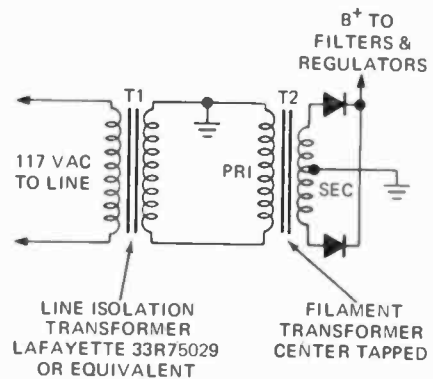 B+ TO
FILTERS &
REGULATORS
T1
T2
117 VAC
TO LINE
PRI
SEC
LINE ISOLATION
TRANSFORMER
LAFAYETTE 33R75029
OR EQUIVALENT
FILAMENT
TRANSFORMER
CENTER TAPPED